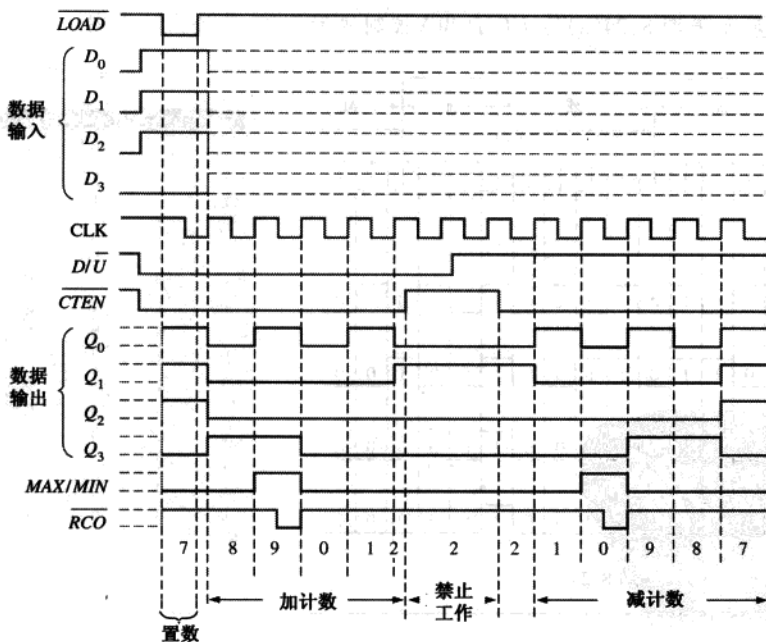 LOAD
D0
D1
数据
输入
D2
D3
CLK
D/U
CTEN
Q0
数据
输出
Q1
Q2
Q3
MAX/MIN
RCO
7 8 9 0 1 2 2 2 1 0 9 8 7
加计数 禁止工作 减计数
置数